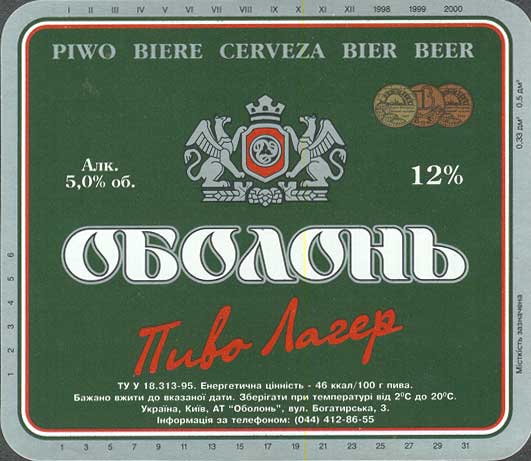 I II III IV V VI VII VIII IX X XI XII 1998 1999 2000
PIWO BIERE CERVEZA BIER BEER
Алк.
5,0% об.
12%
ОБОЛОНЬ
Пиво Лагер
ТУ У 18.313-95. Енергетична цінність - 46 ккал/100 г пива.
Бажано вжити до вказаної дати. Зберігати при температурі від 2⁰С до 20⁰С.
Україна, Київ, АТ "Оболонь", вул. Богатирська, 3.
Інформація за телефоном: (044) 412-86-55
1 3 5 7 9 11 13 15 17 19 21 23 25 27 29 31
1 2 3 4 5 6
Місткість зазначена
0,33 дм³ 0,5 дм³